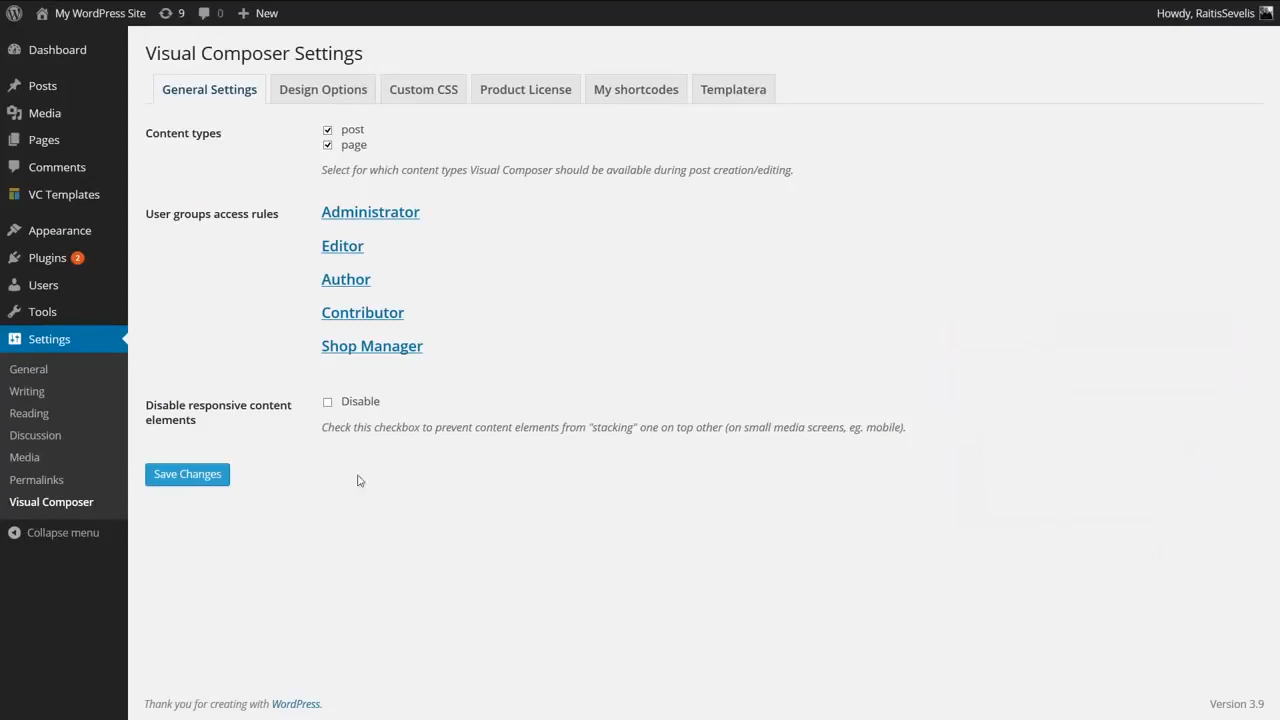 My WordPress Site 9 0 + New Howdy, RaitisSevelis
Dashboard
Posts
Media
Pages
Comments
VC Templates
Appearance
Plugins 2
Users
Tools
Settings
General
Writing
Reading
Discussion
Media
Permalinks
Visual Composer
Collapse menu
Visual Composer Settings
General Settings Design Options Custom CSS Product License My shortcodes Templatera
Content types
post
page
Select for which content types Visual Composer should be available during post creation/editing.
User groups access rules
Administrator
Editor
Author
Contributor
Shop Manager
Disable responsive content
elements
Disable
Check this checkbox to prevent content elements from "stacking" one on top other (on small media screens, eg. mobile).
Save Changes
Thank you for creating with WordPress. Version 3.9